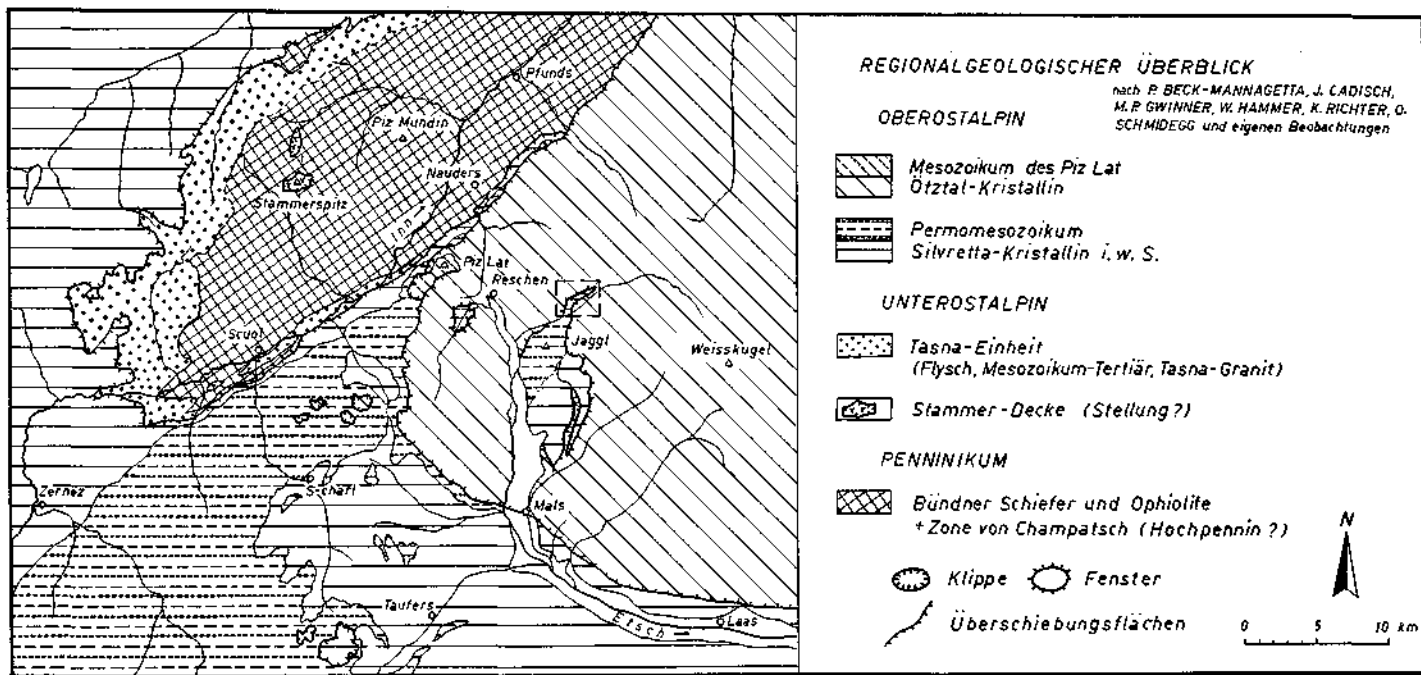 Pfunds
Piz Mundin
Nauders
Stammerspitz
Inn
Piz Lat
Reschen
Scuol
Jaggl
Weisskugel
Zernez
S-charl
Mals
Taufers
Etsch
Laas
REGIONALGEOLOGISCHER ÜBERBLICK
nach P. BECK-MANNAGETTA, J. CADISCH,
M.P. GWINNER, W. HAMMER, K. RICHTER, O.
SCHMIDEGG und eigenen Beobachtungen
OBEROSTALPIN
Mesozoikum des Piz Lat
Ötztal-Kristallin
Permomesozoikum
Silvretta-Kristallin i.w.S.
UNTEROSTALPIN
Tasna-Einheit
(Flysch, Mesozoikum-Tertiär, Tasna-Granit)
Stammer-Decke (Stellung?)
PENNINIKUM
Bündner Schiefer und Ophiolite
+ Zone von Champatsch (Hochpennin?)
N
Klippe Fenster
Überschiebungsflächen
0 5 10 km